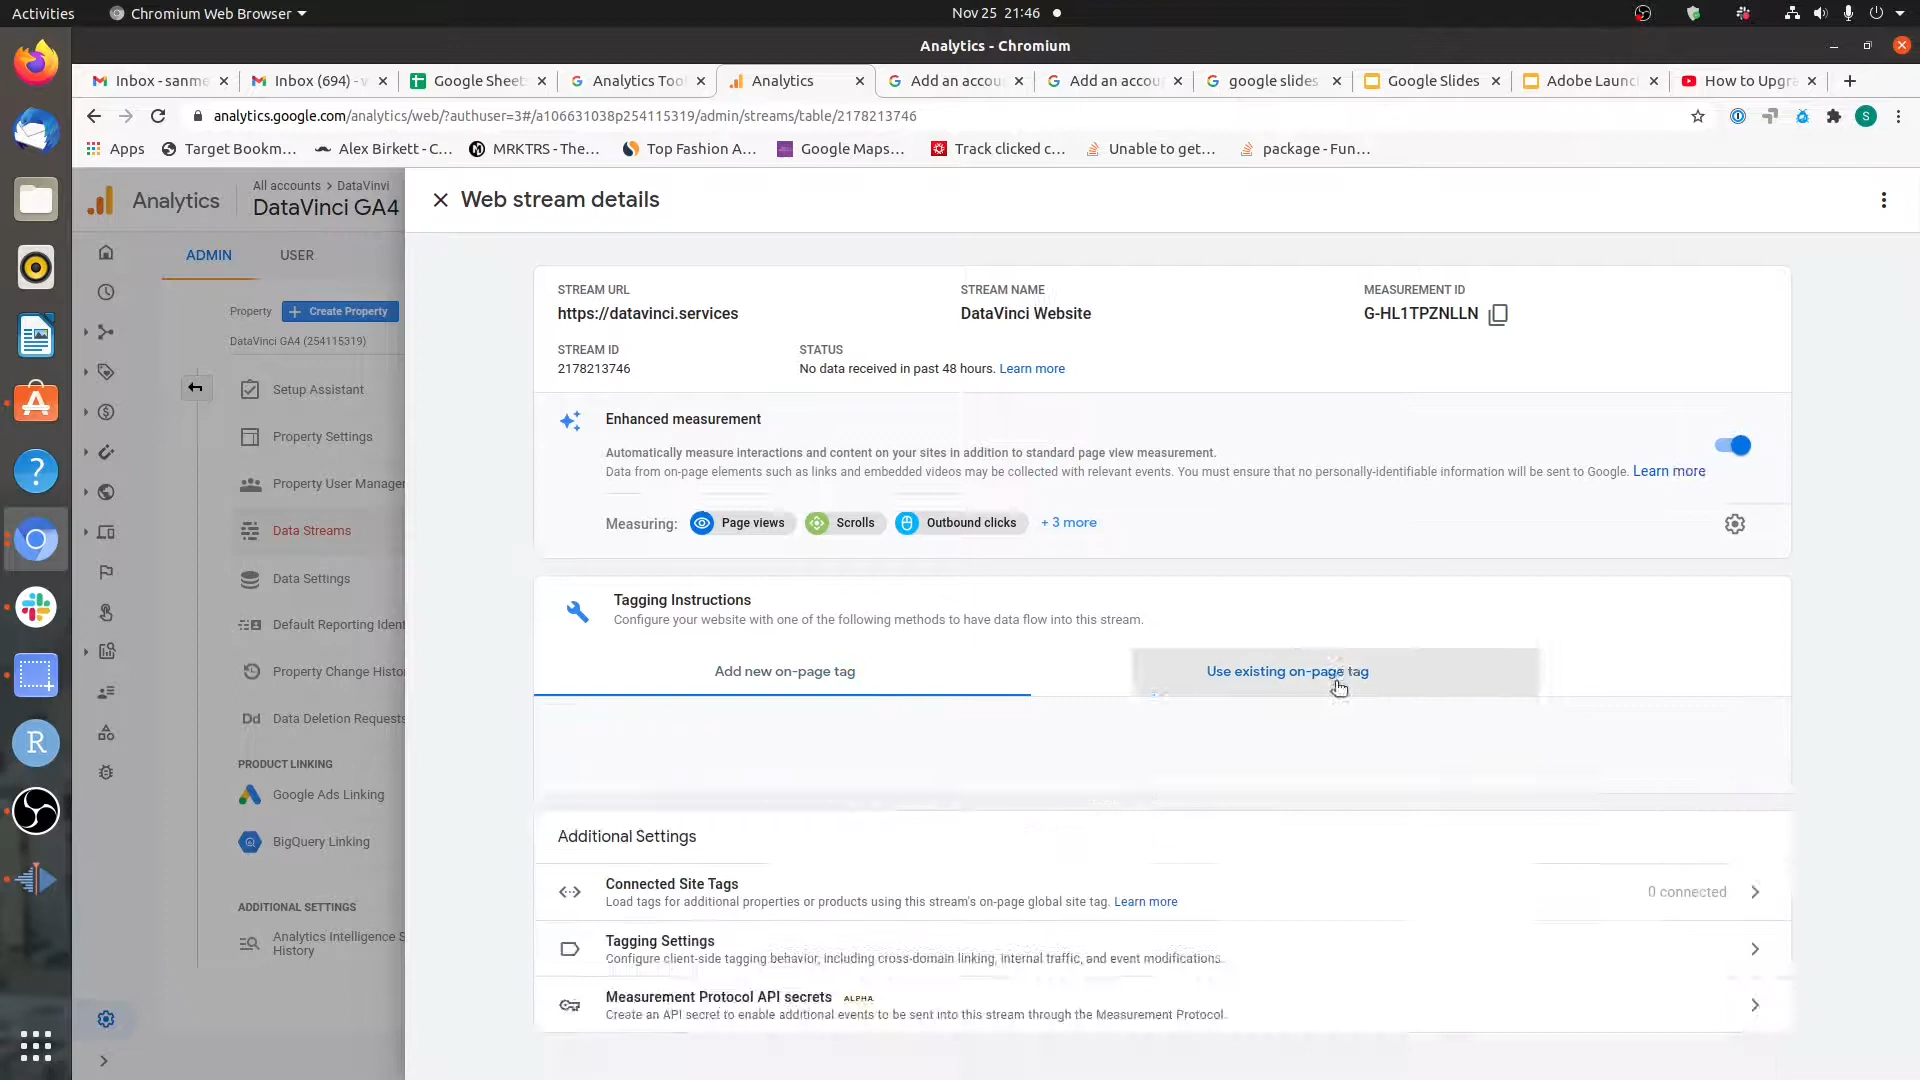 Activities
Chromium Web Browser
Nov 25 21:46
Analytics - Chromium
Inbox - sanme
Inbox (694) - v
Google Sheet
Analytics Too
Analytics
Add an accou
Add an accou
google slides
Google Slides
Adobe Launc
How to Upgra
analytics.google.com/analytics/web/?authuser=3#/a106631038p254115319/admin/streams/table/2178213746
S
Apps
Target Bookm...
Alex Birkett - C...
MRKTRS - The...
Top Fashion A...
Google Maps...
Track clicked c...
Unable to get...
package - Fun...
Analytics
All accounts > DataVinvi
DataVinci GA4
Web stream details
ADMIN
USER
Property
Create Property
DataVinci GA4 (254115319)
Setup Assistant
Property Settings
Property User Manager
Data Streams
Data Settings
Default Reporting Ident
Property Change Histo
Dd Data Deletion Requests
PRODUCT LINKING
Google Ads Linking
BigQuery Linking
ADDITIONAL SETTINGS
Analytics Intelligence S
History
STREAM URL
https://datavinci.services
STREAM NAME
DataVinci Website
MEASUREMENT ID
G-HL1TPZNLLN
STREAM ID
2178213746
STATUS
No data received in past 48 hours. Learn more
Enhanced measurement
Automatically measure interactions and content on your sites in addition to standard page view measurement.
Data from on-page elements such as links and embedded videos may be collected with relevant events. You must ensure that no personally-identifiable information will be sent to Google. Learn more
Measuring:
Page views
Scrolls
Outbound clicks
+ 3 more
Tagging Instructions
Configure your website with one of the following methods to have data flow into this stream.
Add new on-page tag
Use existing on-page tag
Additional Settings
Connected Site Tags
Load tags for additional properties or products using this stream's on-page global site tag. Learn more
0 connected
Tagging Settings
Configure client-side tagging behavior, including cross-domain linking, internal traffic, and event modifications.
Measurement Protocol API secrets ALPHA
Create an API secret to enable additional events to be sent into this stream through the Measurement Protocol.
R